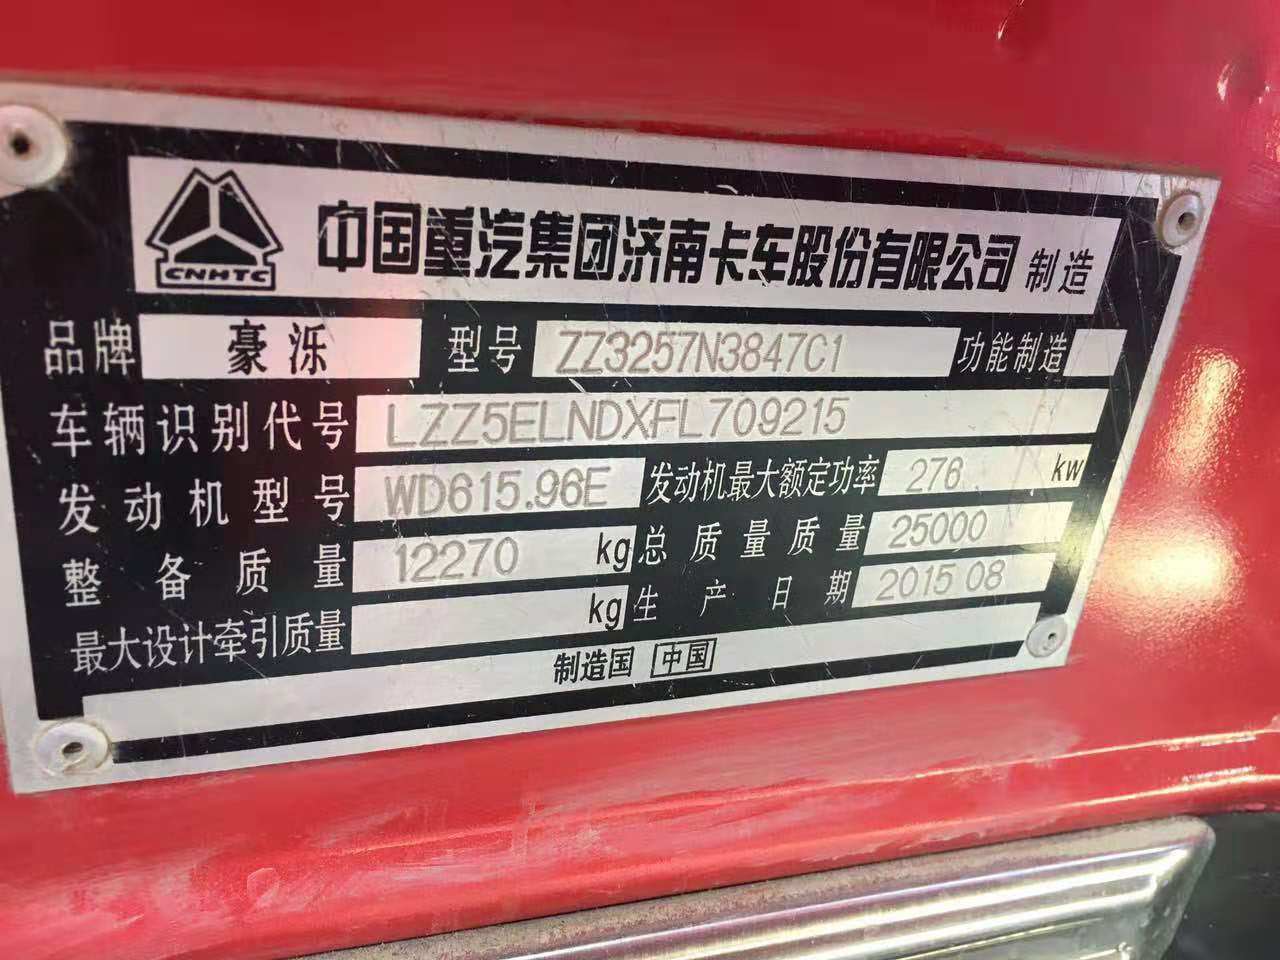 CNHTC 中国重汽集团济南卡车股份有限公司 制造
品牌 豪泺 型号 ZZ3257N3847C1 功能制造
车辆识别代号 LZZ5ELNDXFL709215
发动机型号 WD615.96E 发动机最大额定功率 276 kw
整备质量 12270 kg 总质量质量 25000
最大设计牵引质量 kg 生产日期 2015 08
制造国 中国